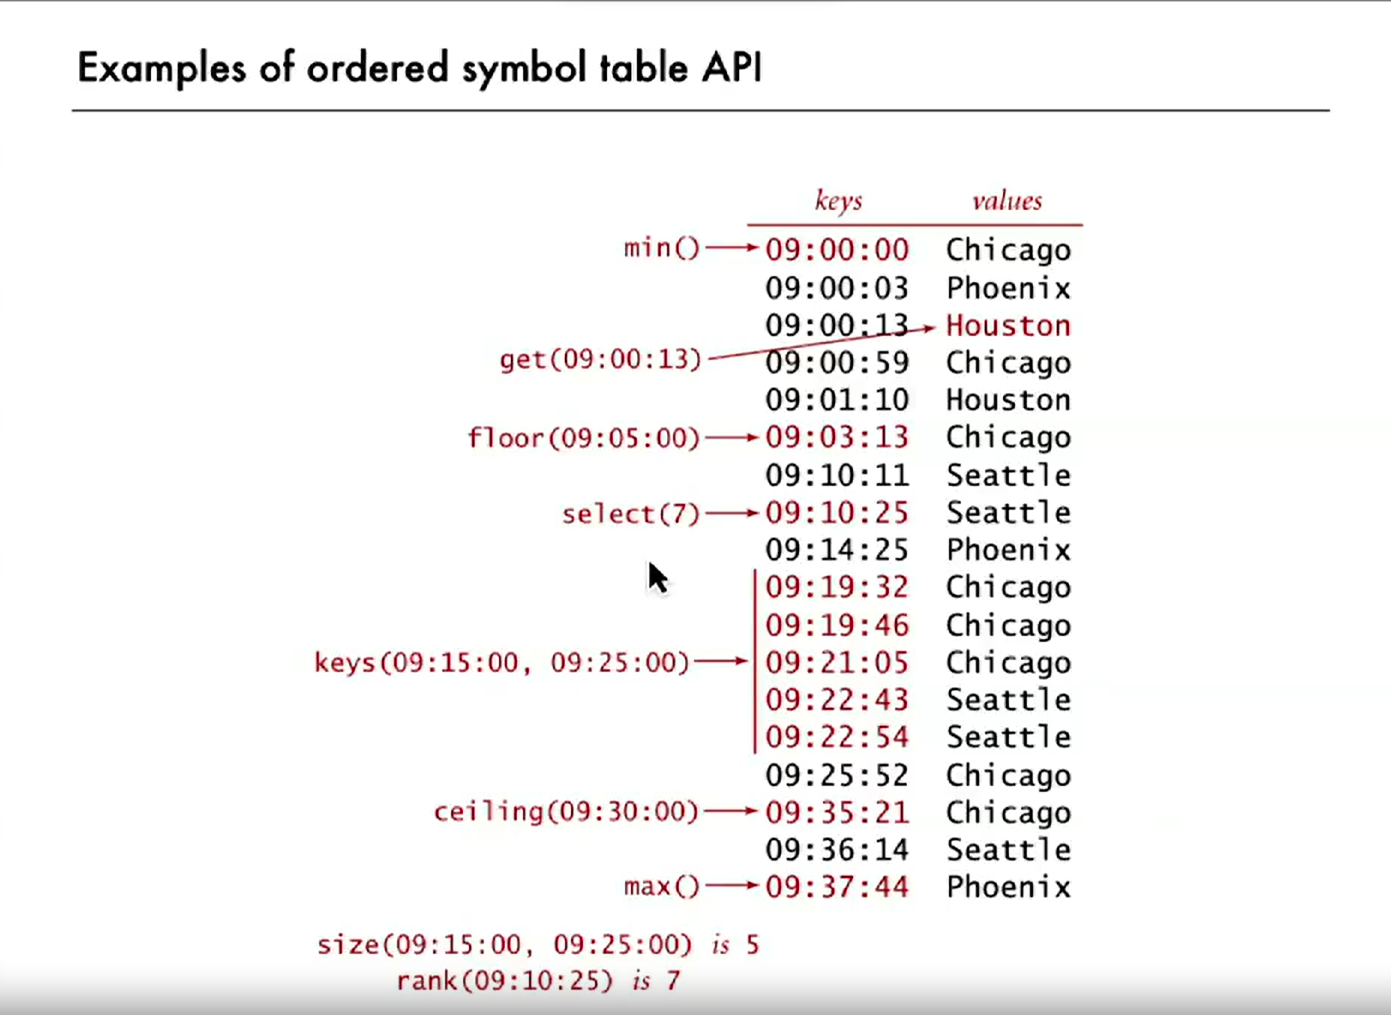 Examples of ordered symbol table API
keys values
min() 09:00:00 Chicago
09:00:03 Phoenix
09:00:13 Houston
get(09:00:13) 09:00:59 Chicago
09:01:10 Houston
floor(09:05:00) 09:03:13 Chicago
09:10:11 Seattle
select(7) 09:10:25 Seattle
09:14:25 Phoenix
09:19:32 Chicago
09:19:46 Chicago
keys(09:15:00, 09:25:00) 09:21:05 Chicago
09:22:43 Seattle
09:22:54 Seattle
09:25:52 Chicago
ceiling(09:30:00) 09:35:21 Chicago
09:36:14 Seattle
max() 09:37:44 Phoenix
size(09:15:00, 09:25:00) is 5
rank(09:10:25) is 7